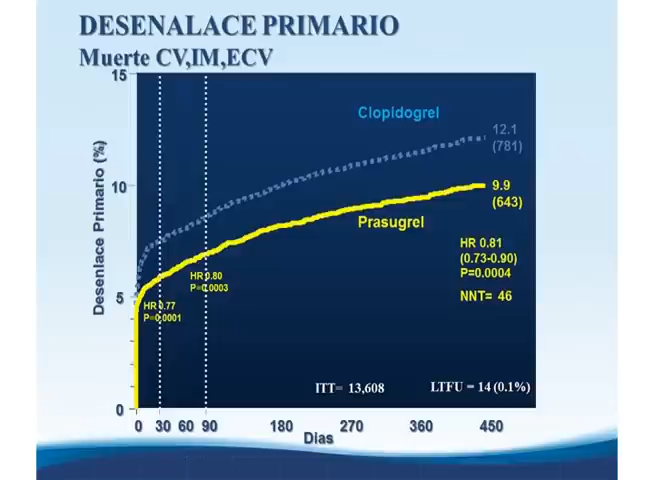 DESENALACE PRIMARIO
Muerte CV,IM,ECV
15
Clopidogrel
12.1
(781)
10
9.9
(643)
Prasugrel
HR 0.81
(0.73-0.90)
P=0.0004
HR 0.80
P=0.0003
NNT= 46
5
HR 0.77
P=0.0001
ITT= 13,608
LTFU = 14 (0.1%)
0
Desenlace Primario (%)
0 30 60 90 180 270 360 450
Dias